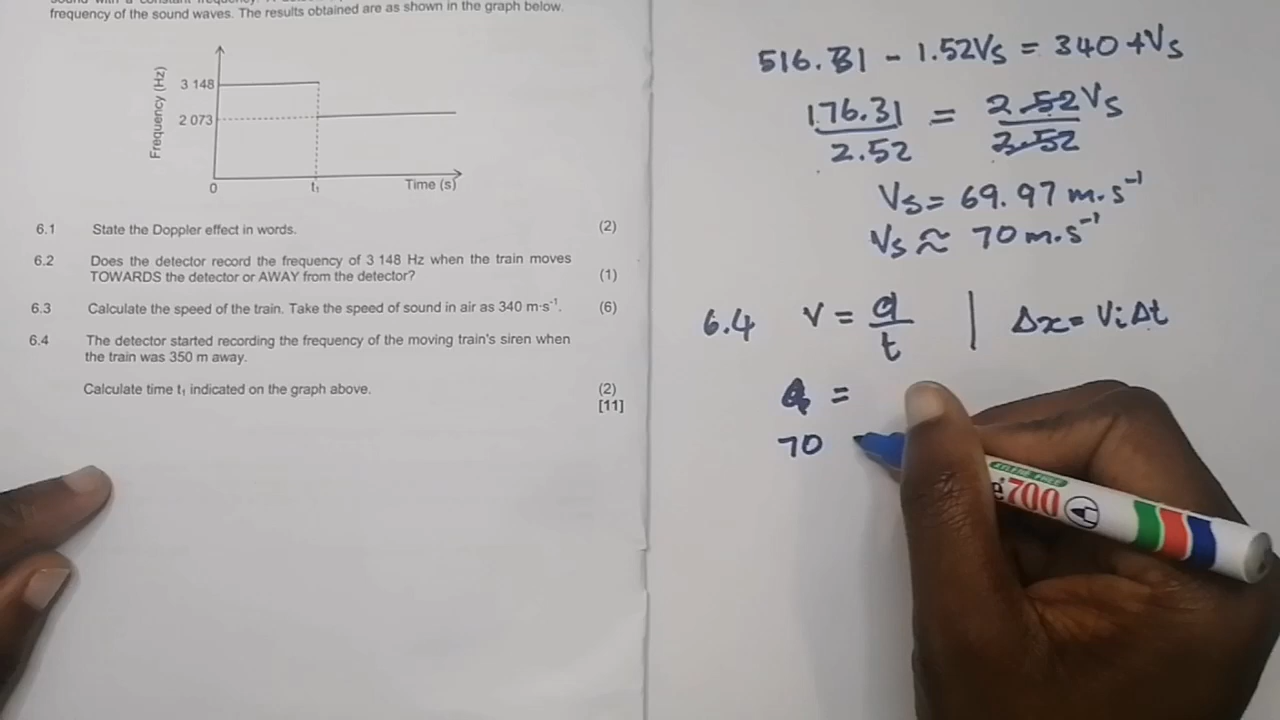 frequency of the sound waves. The results obtained are as shown in the graph below.
Frequency (Hz)
3 148
2 073
0
t₁
Time (s)
6.1 State the Doppler effect in words. (2)
6.2 Does the detector record the frequency of 3 148 Hz when the train moves
TOWARDS the detector or AWAY from the detector? (1)
6.3 Calculate the speed of the train. Take the speed of sound in air as 340 m·s⁻¹. (6)
6.4 The detector started recording the frequency of the moving train's siren when
the train was 350 m away.
Calculate time t₁ indicated on the graph above. (2)
[11]
516.31 - 1.52Vs = 340 + Vs
176.31/2.52 = 2.52Vs/2.52
Vs = 69.97 m.s⁻¹
Vs ≈ 70 m.s⁻¹
6.4 V = d/t | Δx = ViΔt
=
70
XYLENE FREE
e700